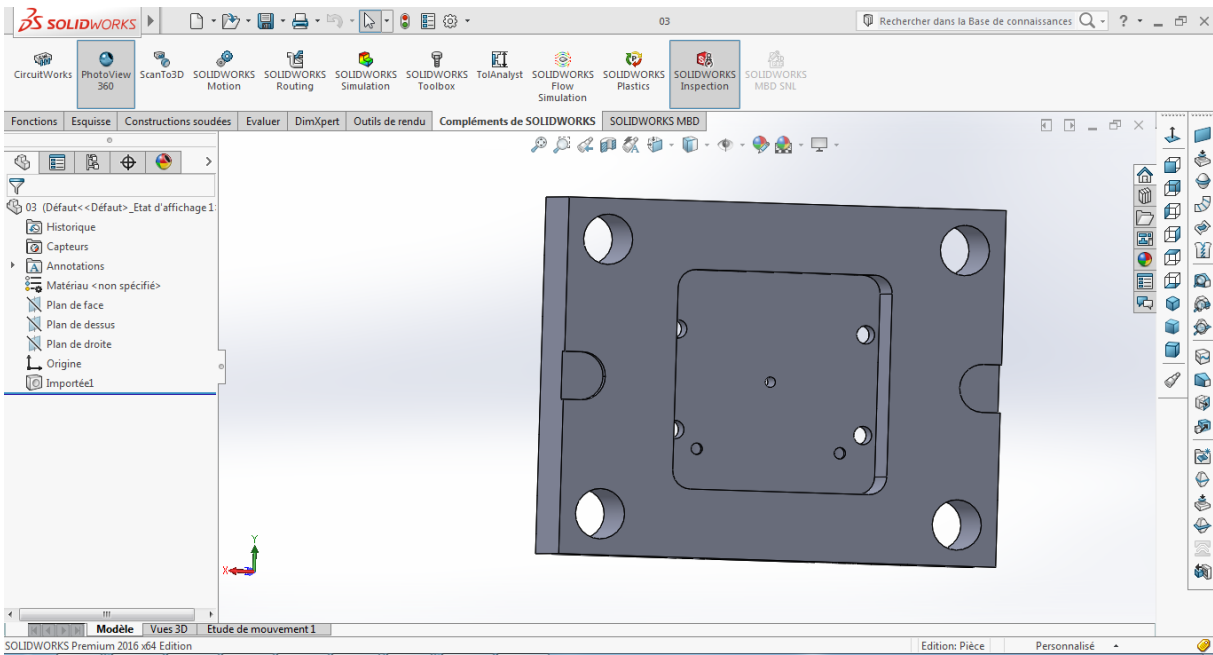 SOLIDWORKS
03
Rechercher dans la Base de connaissances
?
CircuitWorks
PhotoView
360
ScanTo3D
SOLIDWORKS
Motion
SOLIDWORKS
Routing
SOLIDWORKS
Simulation
SOLIDWORKS
Toolbox
TolAnalyst
SOLIDWORKS
Flow
Simulation
SOLIDWORKS
Plastics
SOLIDWORKS
Inspection
SOLIDWORKS
MBD SNL
Fonctions
Esquisse
Constructions soudées
Evaluer
DimXpert
Outils de rendu
Compléments de SOLIDWORKS
SOLIDWORKS MBD
03 (Défaut<<Défaut>_Etat d'affichage 1
Historique
Capteurs
Annotations
Matériau <non spécifié>
Plan de face
Plan de dessus
Plan de droite
Origine
Importée1
Y
X
Modèle
Vues 3D
Etude de mouvement 1
SOLIDWORKS Premium 2016 x64 Edition
Edition: Pièce
Personnalisé